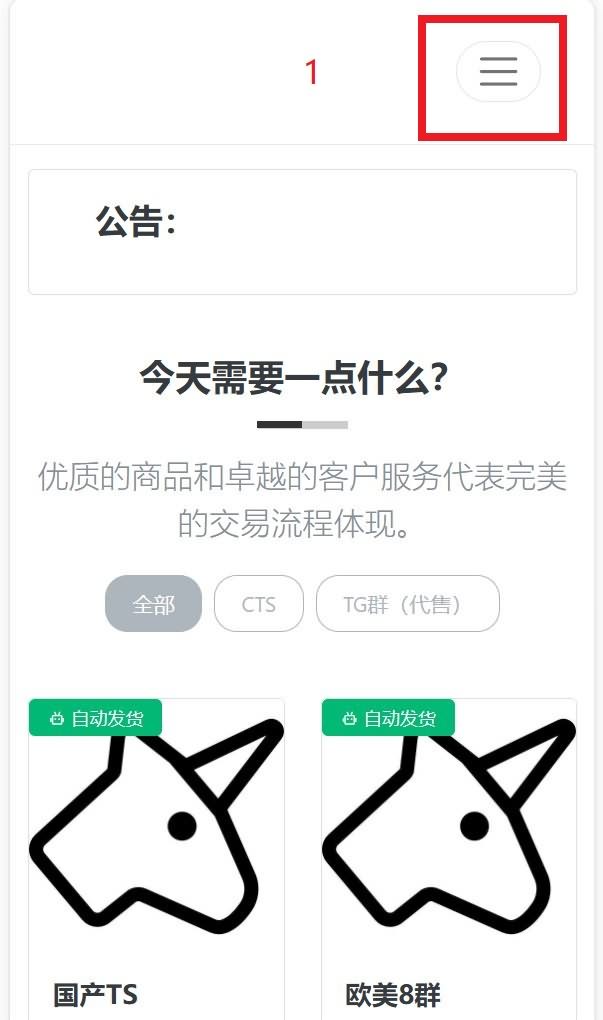 1
公告：
今天需要一点什么？
优质的商品和卓越的客户服务代表完美
的交易流程体现。
全部 CTS TG群（代售）
自动发货 自动发货
国产TS 欧美8群